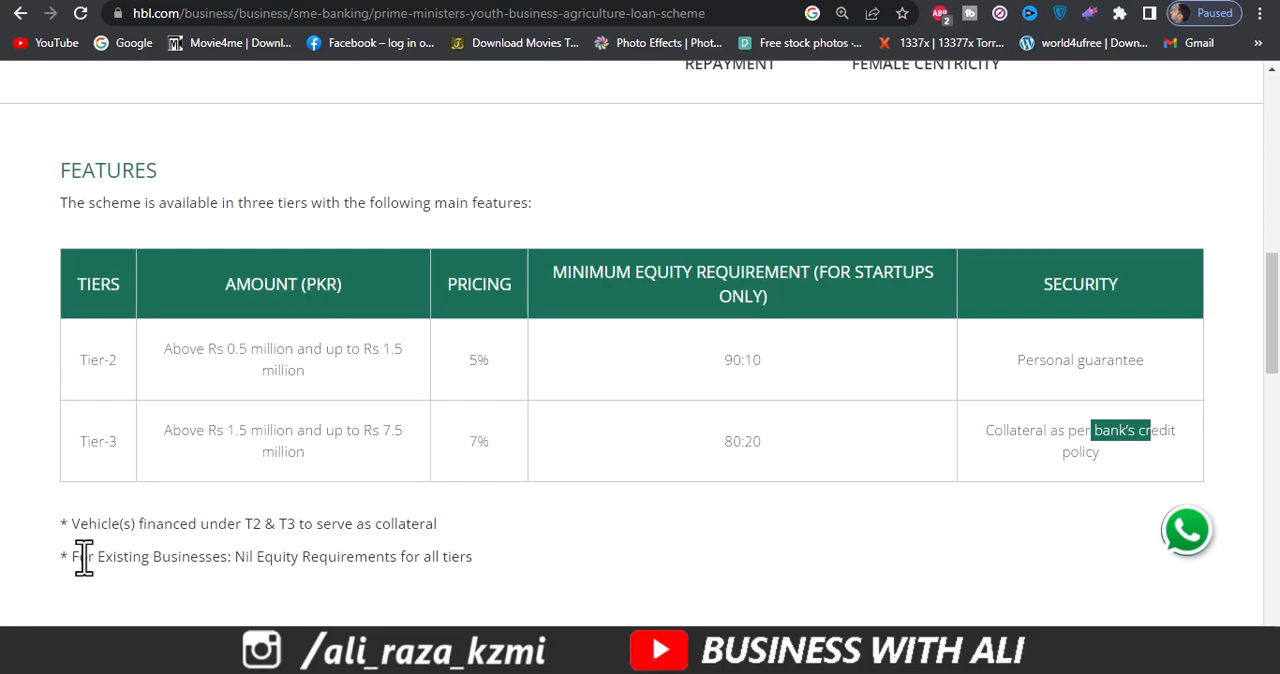 hbl.com/business/business/sme-banking/prime-ministers-youth-business-agriculture-loan-scheme
Paused
YouTube
Google
Movie4me | Downl...
Facebook – log in o...
Download Movies T...
Photo Effects | Phot...
Free stock photos ·...
1337x | 13377x Torr...
world4ufree | Down...
Gmail
»
REPAYMENT
FEMALE CENTRICITY
FEATURES
The scheme is available in three tiers with the following main features:
TIERS
AMOUNT (PKR)
PRICING
MINIMUM EQUITY REQUIREMENT (FOR STARTUPS
ONLY)
SECURITY
Tier-2
Above Rs 0.5 million and up to Rs 1.5
million
5%
90:10
Personal guarantee
Tier-3
Above Rs 1.5 million and up to Rs 7.5
million
7%
80:20
Collateral as per bank's credit
policy
* Vehicle(s) financed under T2 & T3 to serve as collateral
* For Existing Businesses: Nil Equity Requirements for all tiers
/ali_raza_kzmi
BUSINESS WITH ALI